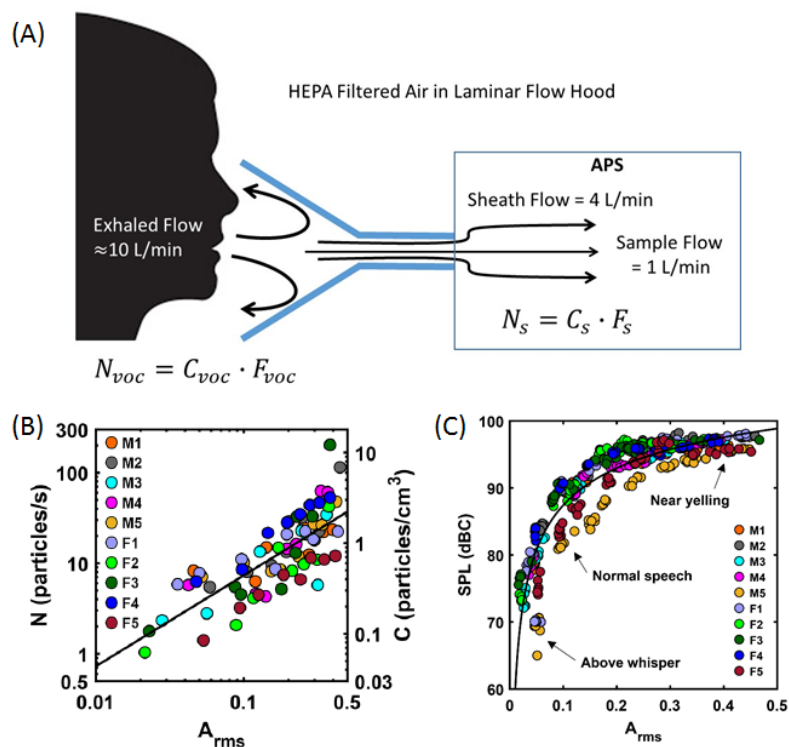 (A)
HEPA Filtered Air in Laminar Flow Hood
APS
Sheath Flow = 4 L/min
Exhaled Flow
≈10 L/min
Sample Flow
= 1 L/min
N_s = C_s · F_s
N_voc = C_voc · F_voc
(B)
300
100
10
1
0.5
N (particles/s)
M1
M2
M3
M4
M5
F1
F2
F3
F4
F5
10
1
0.1
0.03
C (particles/cm³)
0.01
0.1
0.5
A_rms
(C)
100
90
80
70
60
SPL (dBC)
Near yelling
Normal speech
Above whisper
M1
M2
M3
M4
M5
F1
F2
F3
F4
F5
0
0.1
0.2
0.3
0.4
0.5
A_rms